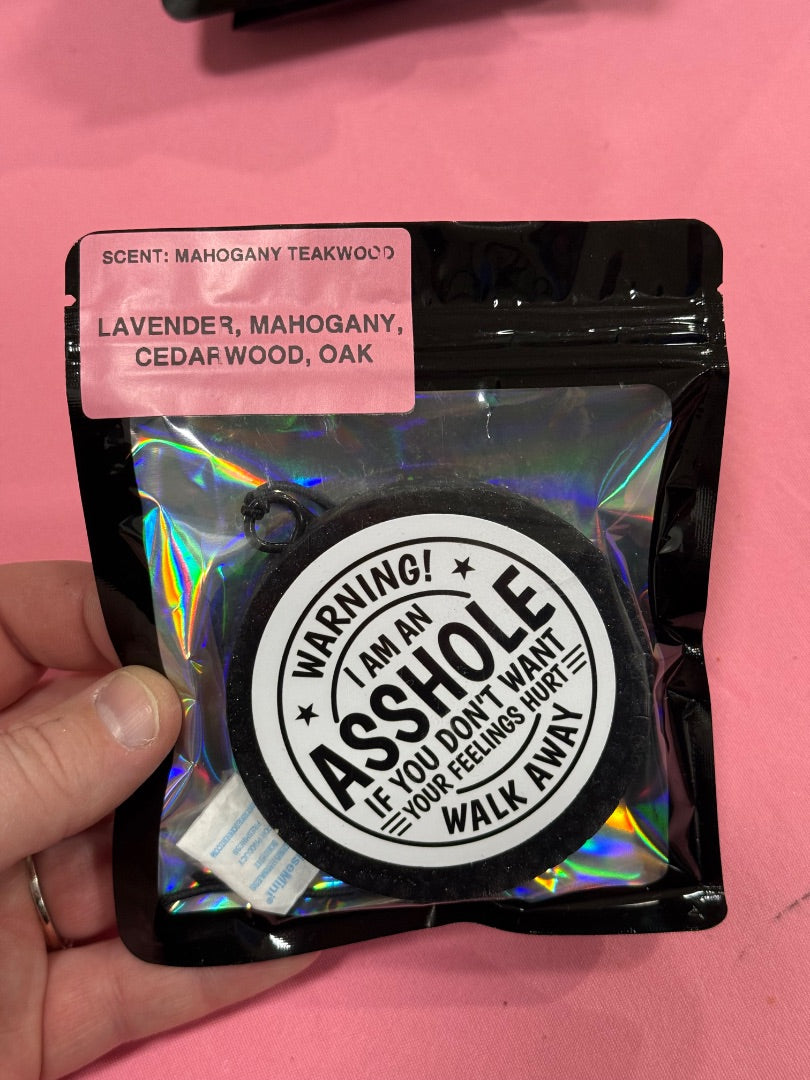 SCENT: MAHOGANY TEAKWOOD
LAVENDER, MAHOGANY,
CEDARWOOD, OAK
WARNING!
I AM AN
ASSHOLE
IF YOU DON'T WANT
YOUR FEELINGS HURT
WALK AWAY